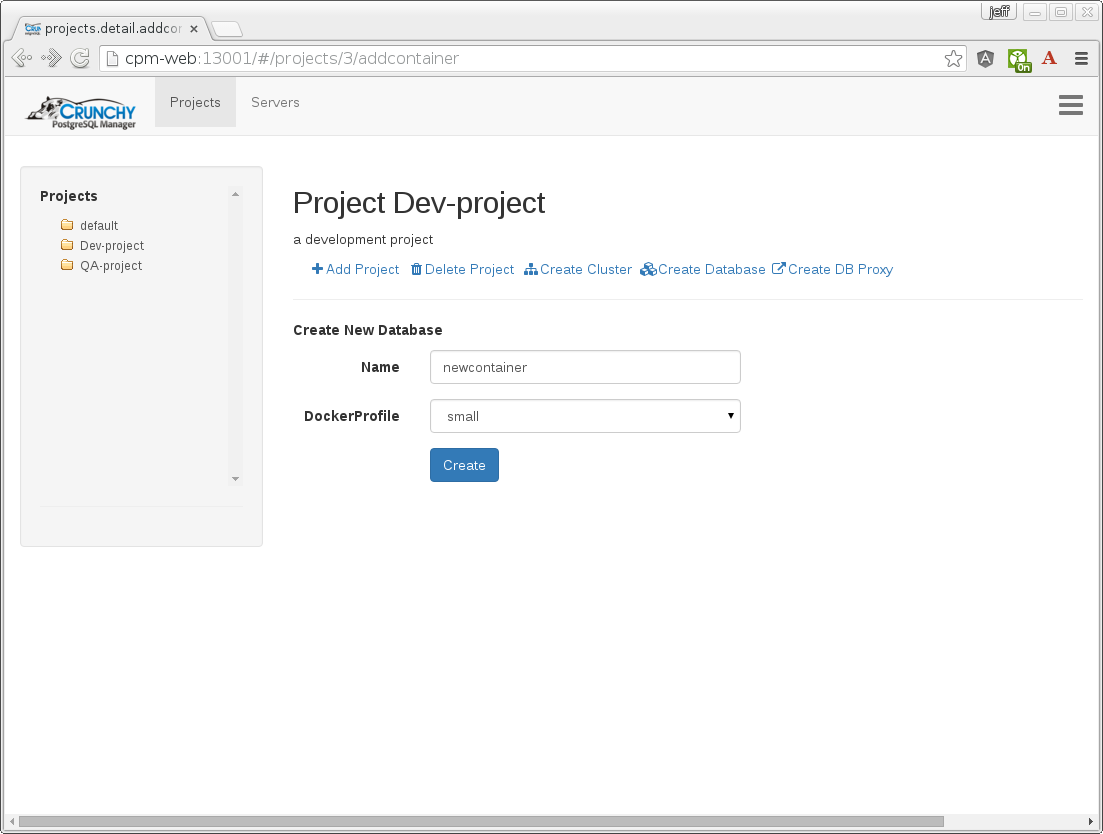 jeff
projects.detail.addcor
cpm-web:13001/#/projects/3/addcontainer
A
On
A
CRUNCHY
PostgreSQL Manager
Projects
Servers
Projects
default
Dev-project
QA-project
Project Dev-project
a development project
Add Project Delete Project Create Cluster Create Database Create DB Proxy
Create New Database
Name newcontainer
DockerProfile small
Create